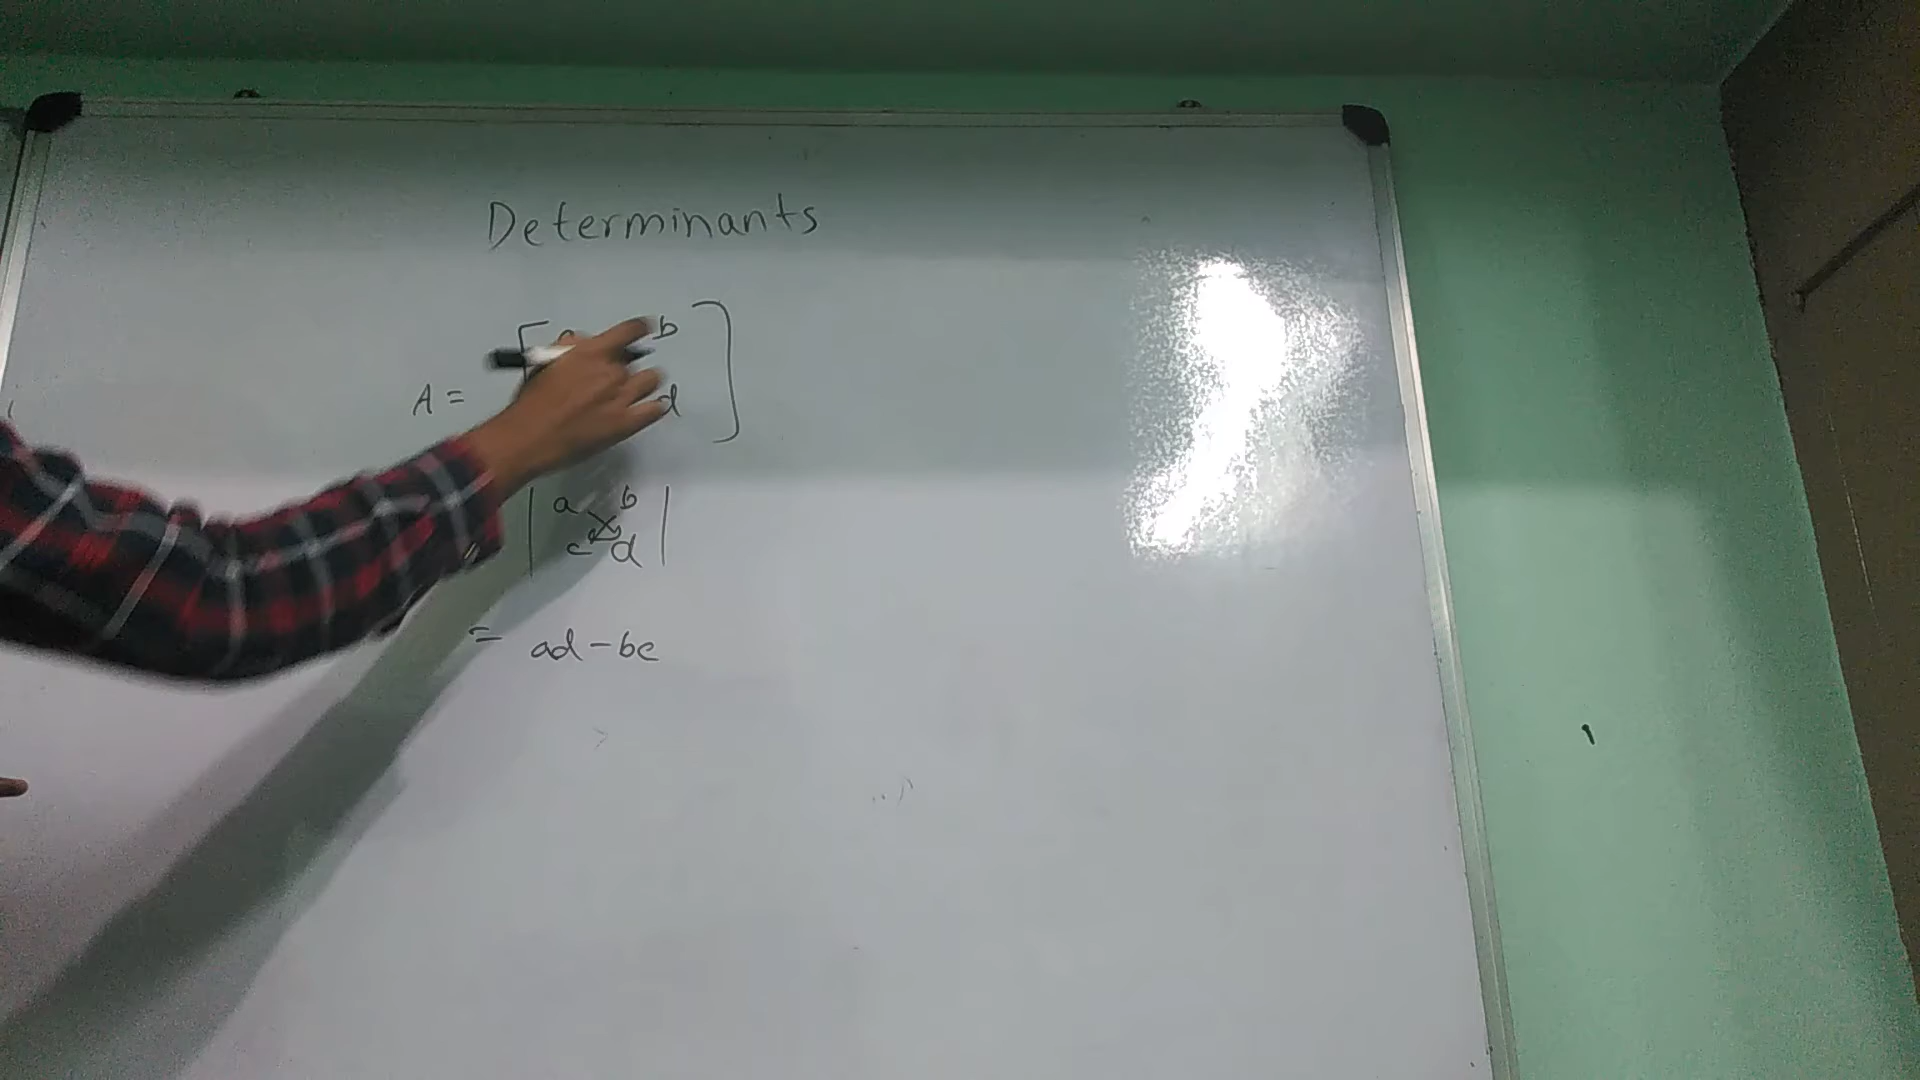 Determinants
a b
A = [ d ]
| a b |
| c d |
= ad - bc